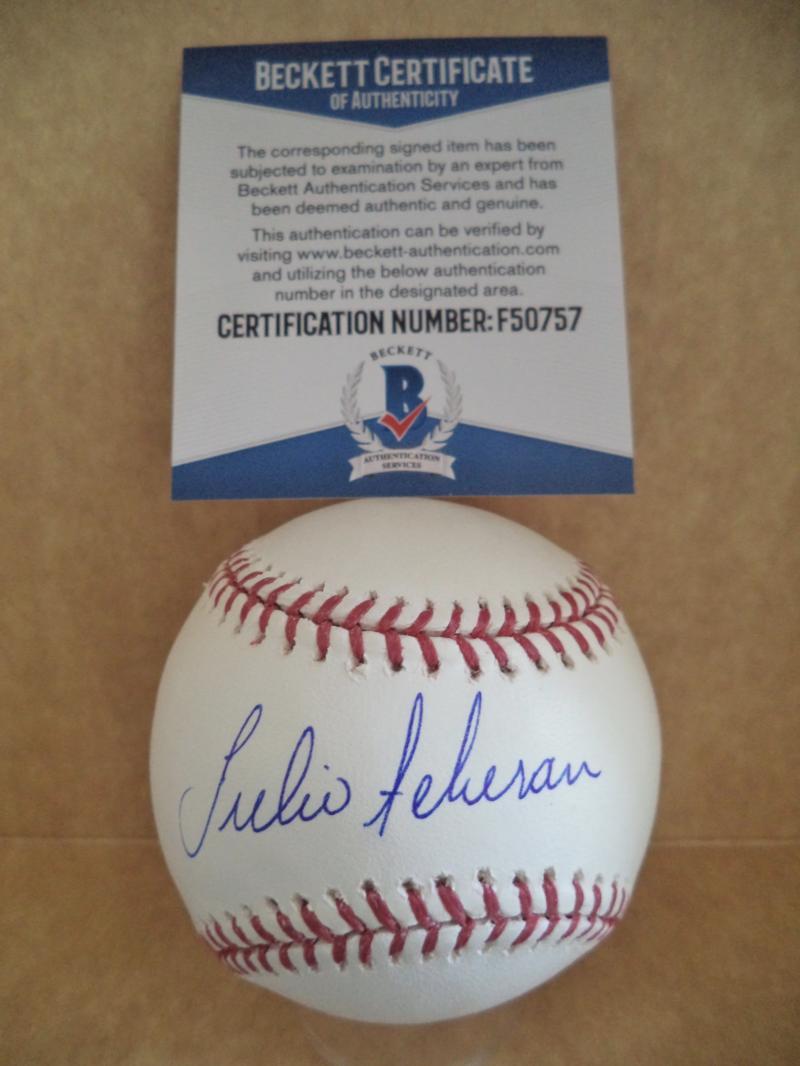 BECKETT CERTIFICATE
OF AUTHENTICITY
The corresponding signed item has been
subjected to examination by an expert from
Beckett Authentication Services and has
been deemed authentic and genuine.
This authentication can be verified by
visiting www.beckett-authentication.com
and utilizing the below authentication
number in the designated area.
CERTIFICATION NUMBER: F50757
BECKETT
B
AUTHENTICATION
SERVICES
Julio Teheran